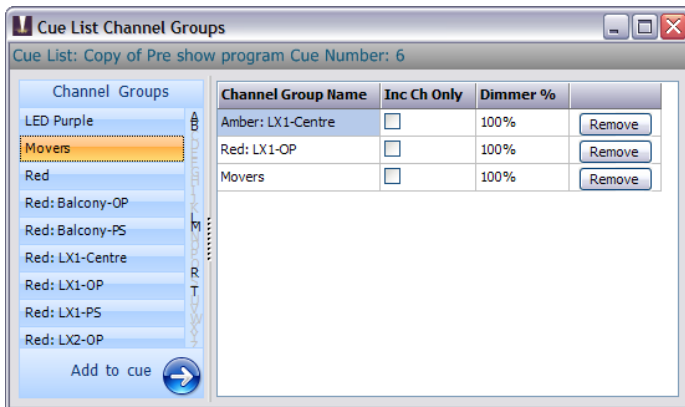 Cue List Channel Groups
Cue List: Copy of Pre show program Cue Number: 6
Channel Groups
LED Purple
Movers
Red
Red: Balcony-OP
Red: Balcony-PS
Red: LX1-Centre
Red: LX1-OP
Red: LX1-PS
Red: LX2-OP
A
B
L
M
R
T
Add to cue
Channel Group Name Inc Ch Only Dimmer %
Amber: LX1-Centre 100% Remove
Red: LX1-OP 100% Remove
Movers 100% Remove